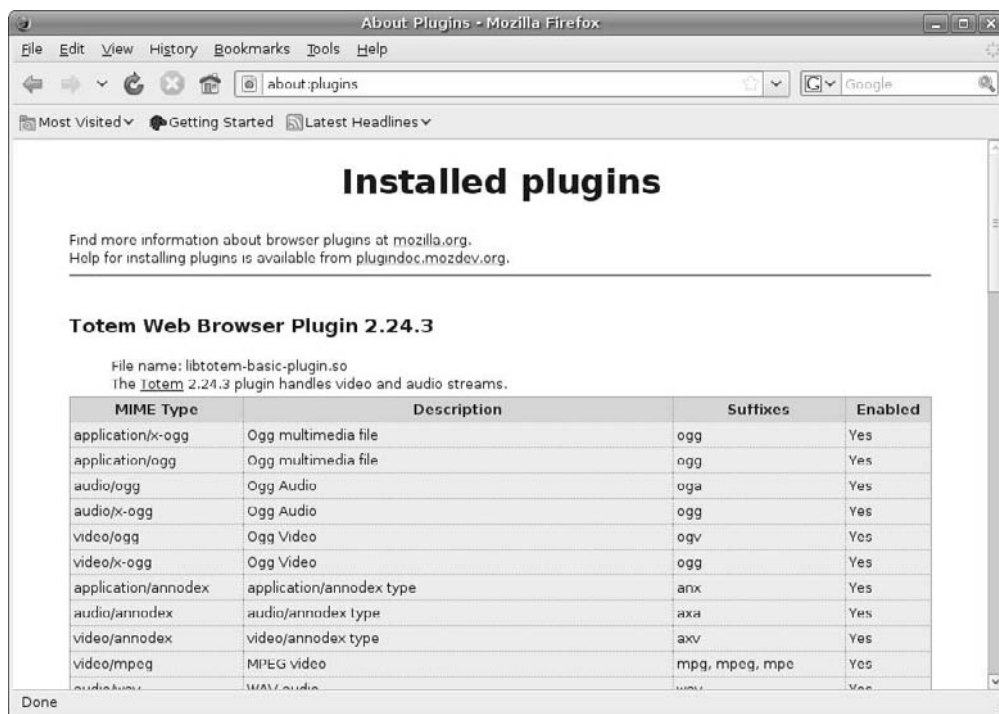 About Plugins - Mozilla Firefox
File Edit View History Bookmarks Tools Help
about:plugins G Google
Most Visited Getting Started Latest Headlines
Installed plugins
Find more information about browser plugins at mozilla.org.
Help for installing plugins is available from plugindoc.mozdev.org.
Totem Web Browser Plugin 2.24.3
File name: libtotem-basic-plugin.so
The Totem 2.24.3 plugin handles video and audio streams.
MIME Type Description Suffixes Enabled
application/x-ogg Ogg multimedia file ogg Yes
application/ogg Ogg multimedia file ogg Yes
audio/ogg Ogg Audio oga Yes
audio/x-ogg Ogg Audio ogg Yes
video/ogg Ogg Video ogv Yes
video/x-ogg Ogg Video ogg Yes
application/annodex application/annodex type anx Yes
audio/annodex audio/annodex type axa Yes
video/annodex video/annodex type axv Yes
video/mpeg MPEG video mpg, mpeg, mpe Yes
audio/wav WAV audio wav Yes
Done